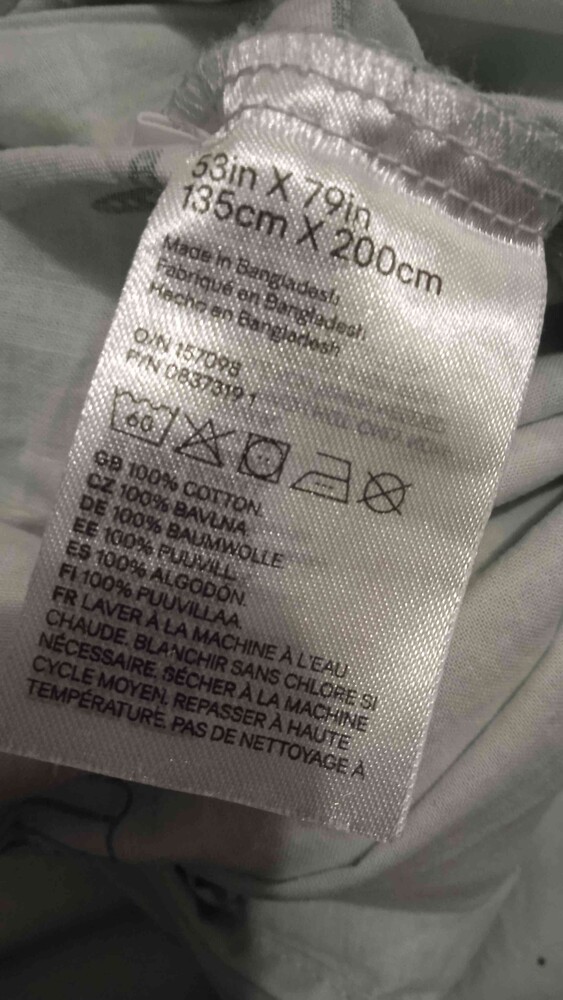 53in X 79in
135cm X 200cm
Made in Bangladesh
Fabriqué en Bangladesh
Hecho en Bangladesh
O/N 157098
P/N 0837319 1
60
GB 100% COTTON.
CZ 100% BAVLNA.
DE 100% BAUMWOLLE
EE 100% PUUVILL.
ES 100% ALGODÓN.
FI 100% PUUVILLAA.
FR LAVER À LA MACHINE À L'EAU
CHAUDE, BLANCHIR SANS CHLORE SI
NÉCESSAIRE, SÉCHER À LA MACHINE
CYCLE MOYEN, REPASSER À HAUTE
TEMPÉRATURE. PAS DE NETTOYAGE À